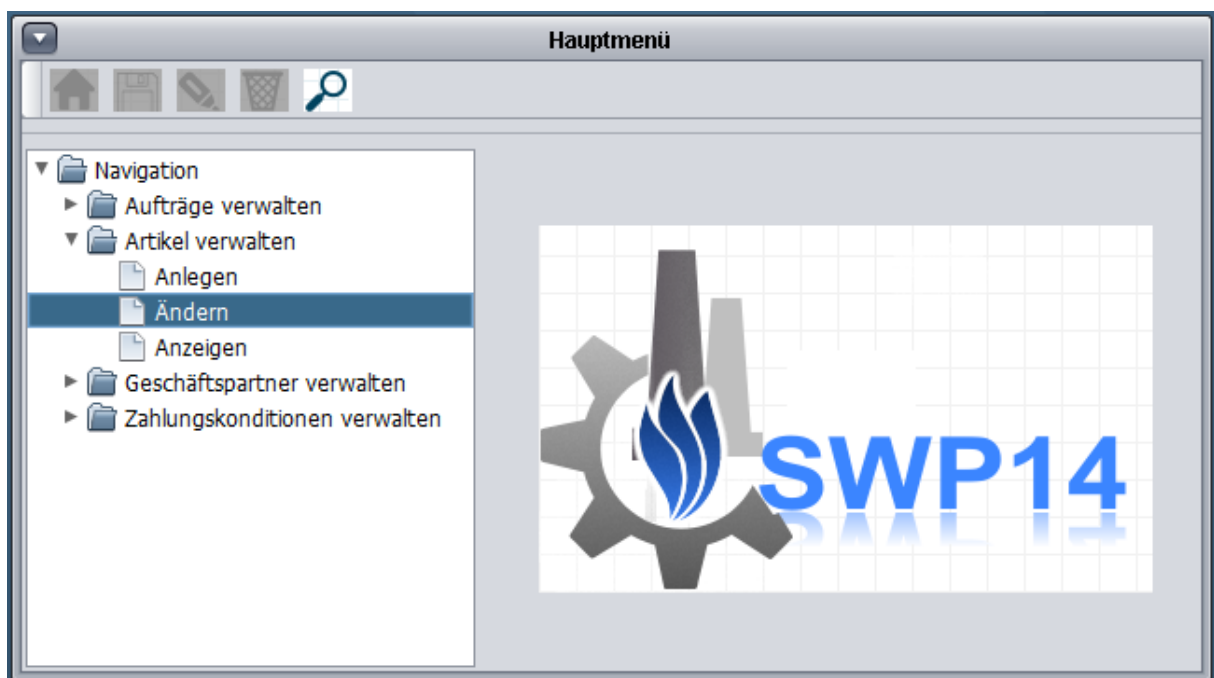 Hauptmenü
Navigation
Aufträge verwalten
Artikel verwalten
Anlegen
Ändern
Anzeigen
Geschäftspartner verwalten
Zahlungskonditionen verwalten
SWP14